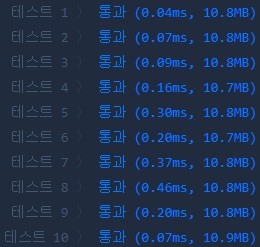 테스트 1 〉 통과 (0.04ms, 10.8MB)
테스트 2 〉 통과 (0.07ms, 10.8MB)
테스트 3 〉 통과 (0.09ms, 10.8MB)
테스트 4 〉 통과 (0.16ms, 10.7MB)
테스트 5 〉 통과 (0.30ms, 10.8MB)
테스트 6 〉 통과 (0.20ms, 10.7MB)
테스트 7 〉 통과 (0.37ms, 10.8MB)
테스트 8 〉 통과 (0.46ms, 10.8MB)
테스트 9 〉 통과 (0.20ms, 10.8MB)
테스트 10 〉 통과 (0.07ms, 10.9MB)